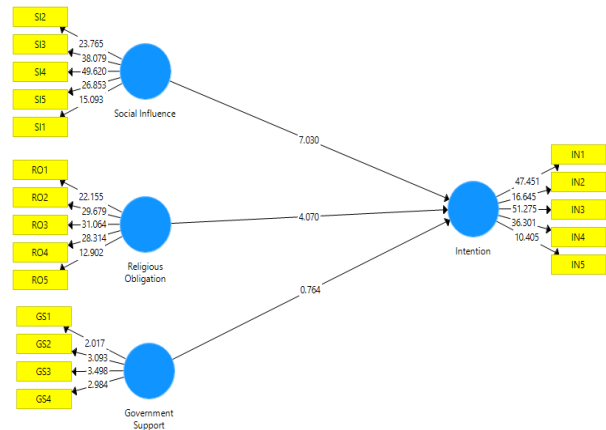 SI2
SI3
SI4
SI5
SI1
23.765
38.079
49.620
26.853
15.093
Social Influence
7.030
RO1
RO2
RO3
RO4
RO5
22.155
29.679
31.064
28.314
12.902
Religious
Obligation
4.070
GS1
GS2
GS3
GS4
2.017
3.093
3.498
2.984
Government
Support
0.764
Intention
47.451
16.645
51.275
36.301
10.405
IN1
IN2
IN3
IN4
IN5